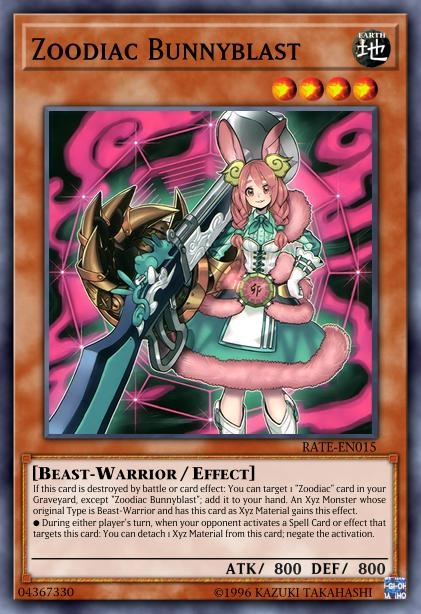 Zoodiac Bunnyblast
EARTH
地
RATE-EN015
[Beast-Warrior / Effect]
If this card is destroyed by battle or card effect: You can target 1 "Zoodiac" card in your
Graveyard, except "Zoodiac Bunnyblast"; add it to your hand. An Xyz Monster whose
original Type is Beast-Warrior and has this card as Xyz Material gains this effect.
● During either player's turn, when your opponent activates a Spell Card or effect that
targets this card: You can detach 1 Xyz Material from this card; negate the activation.
ATK/ 800 DEF/ 800
04367330
©1996 KAZUKI TAKAHASHI